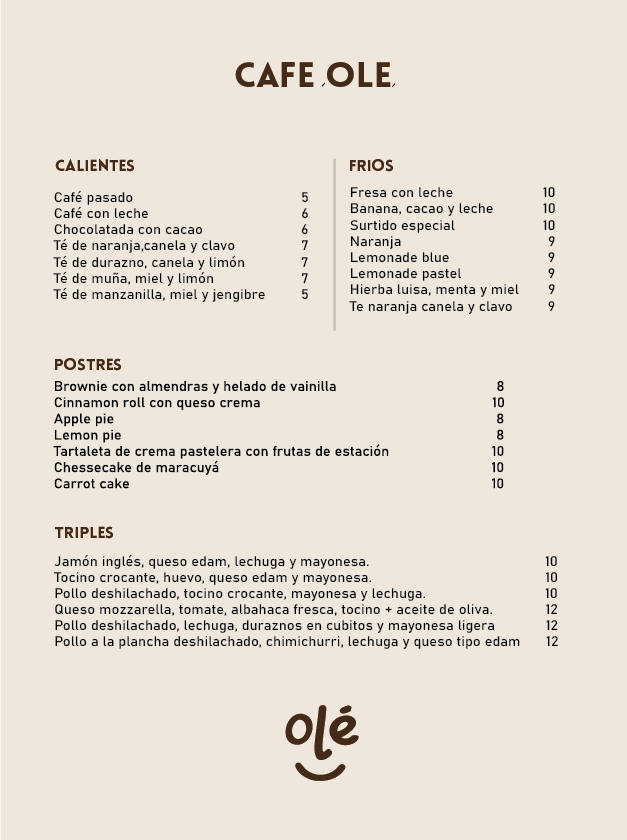 CAFE ,OLE,
CALIENTES
Café pasado 5
Café con leche 6
Chocolatada con cacao 6
Té de naranja,canela y clavo 7
Té de durazno, canela y limón 7
Té de muña, miel y limón 7
Té de manzanilla, miel y jengibre 5
FRIOS
Fresa con leche 10
Banana, cacao y leche 10
Surtido especial 10
Naranja 9
Lemonade blue 9
Lemonade pastel 9
Hierba luisa, menta y miel 9
Te naranja canela y clavo 9
POSTRES
Brownie con almendras y helado de vainilla 8
Cinnamon roll con queso crema 10
Apple pie 8
Lemon pie 8
Tartaleta de crema pastelera con frutas de estación 10
Chessecake de maracuyá 10
Carrot cake 10
TRIPLES
Jamón inglés, queso edam, lechuga y mayonesa. 10
Tocino crocante, huevo, queso edam y mayonesa. 10
Pollo deshilachado, tocino crocante, mayonesa y lechuga. 10
Queso mozzarella, tomate, albahaca fresca, tocino + aceite de oliva. 12
Pollo deshilachado, lechuga, duraznos en cubitos y mayonesa ligera 12
Pollo a la plancha deshilachado, chimichurri, lechuga y queso tipo edam 12
olé